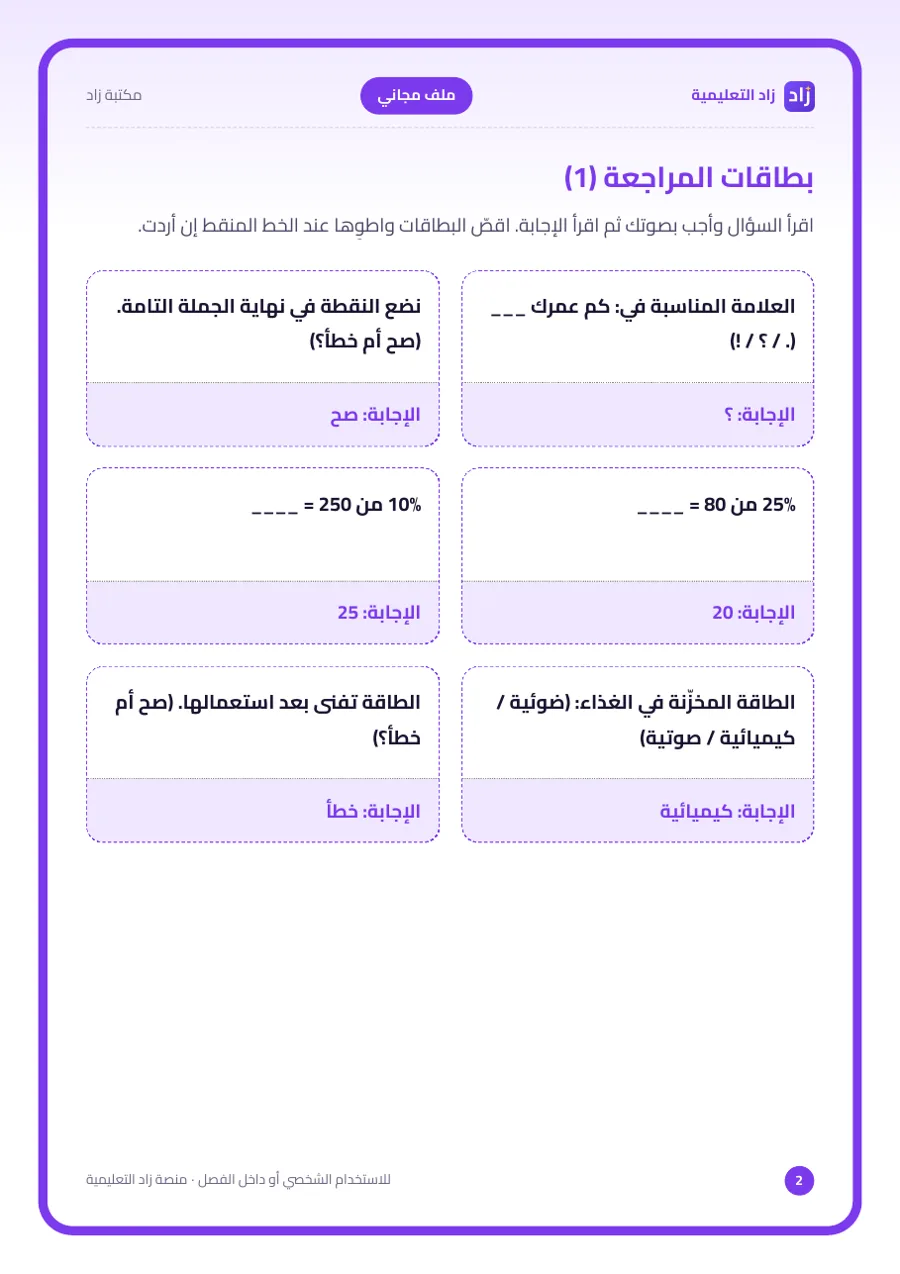 زاد
زاد التعليمية
ملف مجاني
مكتبة زاد
بطاقات المراجعة (1)
اقرأ السؤال وأجب بصوتك ثم اقرأ الإجابة. اقصّ البطاقات واطوِها عند الخط المنقط إن أردت.
العلامة المناسبة في: كم عمرك ___
(. / ؟ / !)
الإجابة: ؟
نضع النقطة في نهاية الجملة التامة.
(صح أم خطأ؟)
الإجابة: صح
25% من 80 = ____
الإجابة: 20
10% من 250 = ____
الإجابة: 25
الطاقة المخزّنة في الغذاء: (ضوئية /
كيميائية / صوتية)
الإجابة: كيميائية
الطاقة تفنى بعد استعمالها. (صح أم
خطأ؟)
الإجابة: خطأ
2
للاستخدام الشخصي أو داخل الفصل · منصة زاد التعليمية